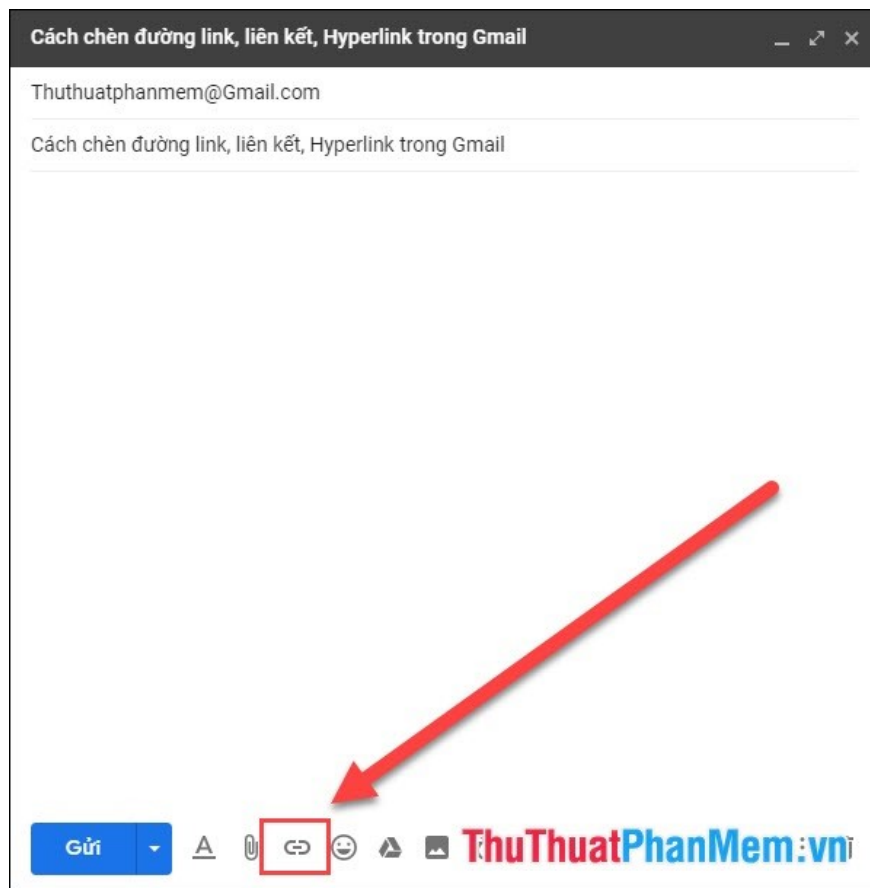 Cách chèn đường link, liên kết, Hyperlink trong Gmail
Thuthuatphanmem@Gmail.com
Cách chèn đường link, liên kết, Hyperlink trong Gmail
Gửi
ThuThuatPhanMem.vn